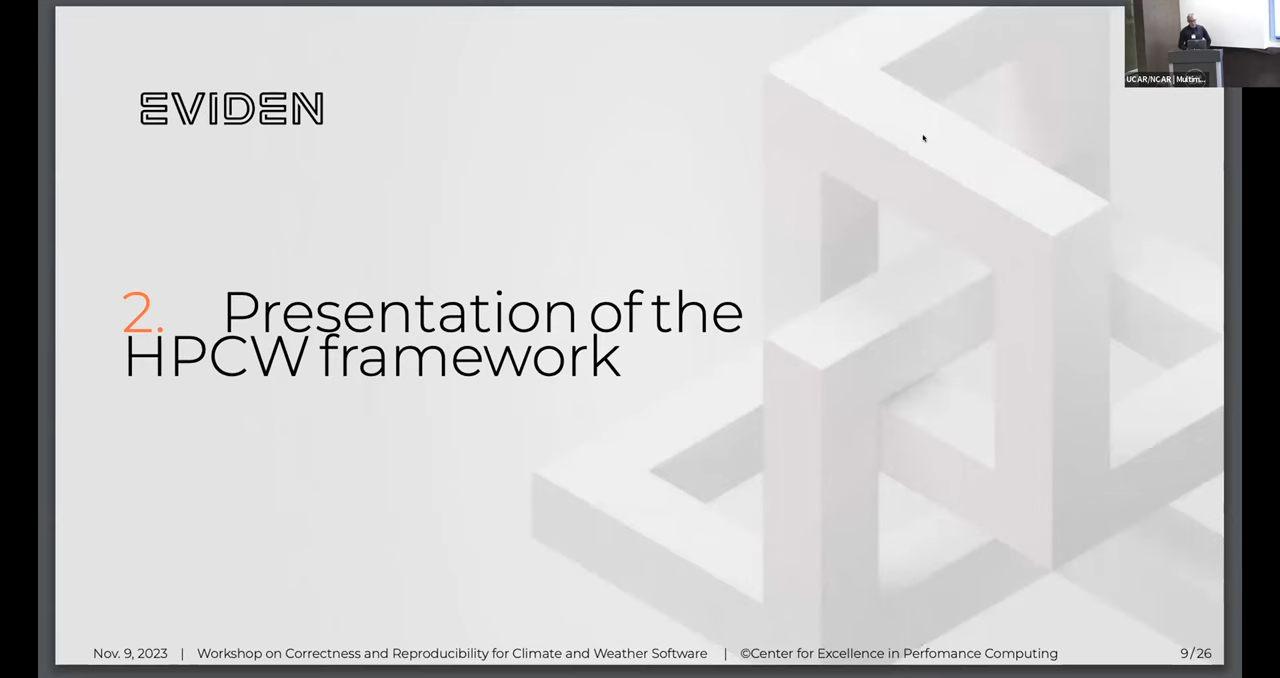 EVIDEN
UCAR/NCAR | Multim...
2. Presentation of the
HPCW framework
Nov. 9, 2023 | Workshop on Correctness and Reproducibility for Climate and Weather Software | ©Center for Excellence in Perfomance Computing 9 / 26